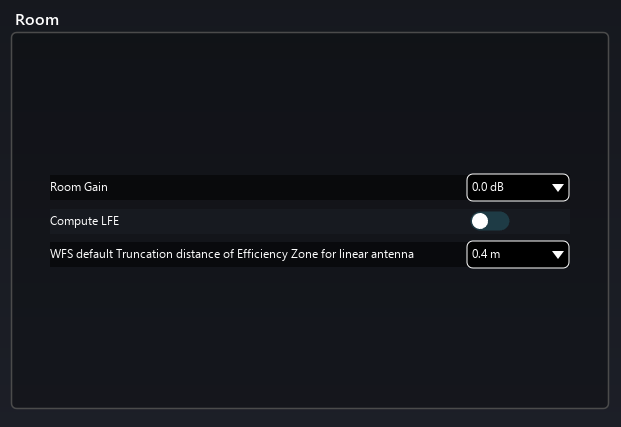 Room
Room Gain 0.0 dB
Compute LFE
WFS default Truncation distance of Efficiency Zone for linear antenna 0.4 m